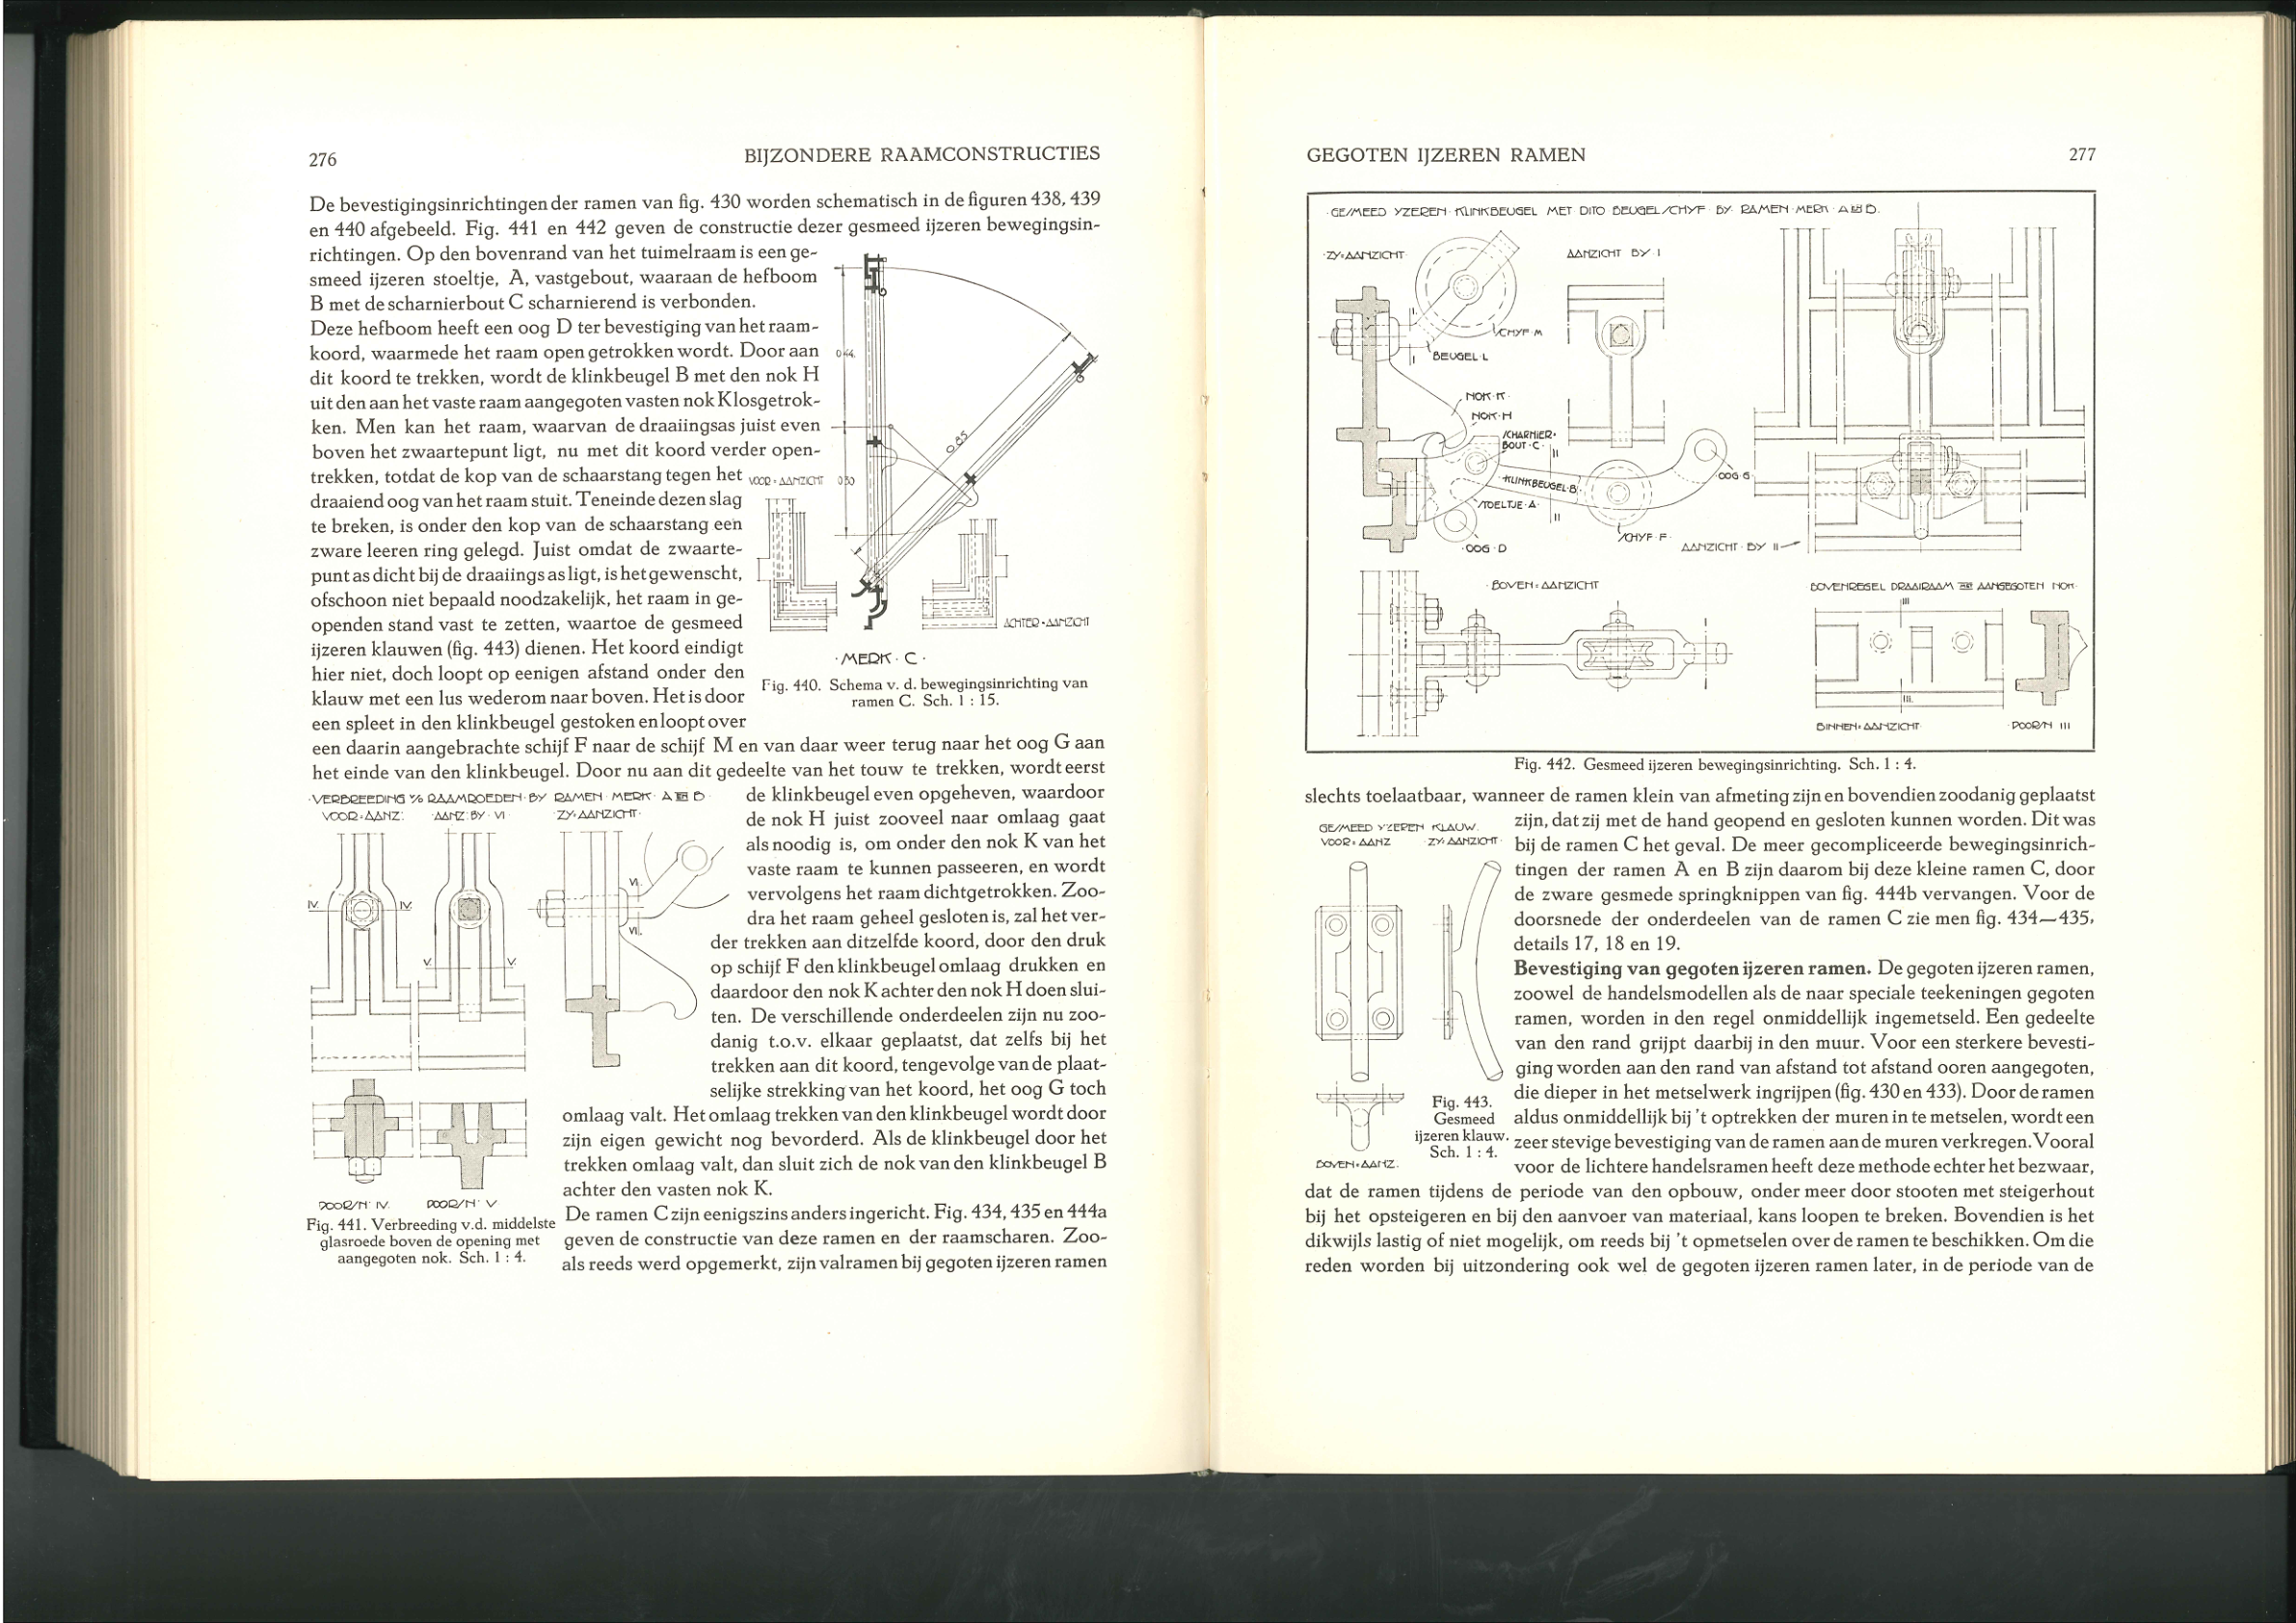 276
BIJZONDERE RAAMCONSTRUCTIES
De bevestigingsinrichtingen der ramen van fig. 430 worden schematisch in de figuren 438, 439
en 440 afgebeeld. Fig. 441 en 442 geven de constructie dezer gesmeed ijzeren bewegingsin-
richtingen. Op den bovenrand van het tuimelraam is een ge-
smeed ijzeren stoeltje, A, vastgebout, waaraan de hefboom
B met de scharnierbout C scharnierend is verbonden.
Deze hefboom heeft een oog D ter bevestiging van het raam-
koord, waarmede het raam open getrokken wordt. Door aan
dit koord te trekken, wordt de klinkbeugel B met den nok H
uit den aan het vaste raam aangegoten vasten nok K losgetrok-
ken. Men kan het raam, waarvan de draaiingsas juist even
boven het zwaartepunt ligt, nu met dit koord verder open-
trekken, totdat de kop van de schaarstang tegen het
draaiend oog van het raam stuit. Teneinde dezen slag
te breken, is onder den kop van de schaarstang een
zware leeren ring gelegd. Juist omdat de zwaarte-
punt as dicht bij de draaiings as ligt, is het gewenscht,
ofschoon niet bepaald noodzakelijk, het raam in ge-
openden stand vast te zetten, waartoe de gesmeed
ijzeren klauwen (fig. 443) dienen. Het koord eindigt
hier niet, doch loopt op eenigen afstand onder den
klauw met een lus wederom naar boven. Het is door
een spleet in den klinkbeugel gestoken en loopt over
een daarin aangebrachte schijf F naar de schijf M en van daar weer terug naar het oog G aan
het einde van den klinkbeugel. Door nu aan dit gedeelte van het touw te trekken, wordt eerst
de klinkbeugel even opgeheven, waardoor
de nok H juist zooveel naar omlaag gaat
als noodig is, om onder den nok K van het
vaste raam te kunnen passeeren, en wordt
vervolgens het raam dichtgetrokken. Zoo-
dra het raam geheel gesloten is, zal het ver-
der trekken aan ditzelfde koord, door den druk
op schijf F den klinkbeugel omlaag drukken en
daardoor den nok K achter den nok H doen slui-
ten. De verschillende onderdeelen zijn nu zoo-
danig t.o.v. elkaar geplaatst, dat zelfs bij het
trekken aan dit koord, tengevolge van de plaat-
selijke strekking van het koord, het oog G toch
omlaag valt. Het omlaag trekken van den klinkbeugel wordt door
zijn eigen gewicht nog bevorderd. Als de klinkbeugel door het
trekken omlaag valt, dan sluit zich de nok van den klinkbeugel B
achter den vasten nok K.
De ramen C zijn eenigszins anders ingericht. Fig. 434, 435 en 444a
geven de constructie van deze ramen en der raamscharen. Zoo-
als reeds werd opgemerkt, zijn valramen bij gegoten ijzeren ramen
0.44.
0.85
VOOR=AANZICHT
0.30
ACHTER=AANZICHT
·MERK·C·
Fig. 440. Schema v. d. bewegingsinrichting van
ramen C. Sch. 1 : 15.
·VERBREEDING V/D RAAMROEDEN·BY RAMEN MERK·A EN B·
VOOR=AANZ:
·AANZ:BY·VI
·ZY=AANZICHT·
IV.
IV.
VI.
VI.
V.
V.
DOORSN·IV.
DOORSN·V
Fig. 441. Verbreeding v.d. middelste
glasroede boven de opening met
aangegoten nok. Sch. 1 : 4.
GEGOTEN IJZEREN RAMEN
277
·GESMEED YZEREN·KLINKBEUGEL MET DITO BEUGEL/SCHYF·BY·RAMEN·MERK·A EN B.
·ZY=AANZICHT·
AANZICHT BY·I
SCHYF·M
I
I
BEUGEL·L
NOK·K·
NOK·H
SCHARNIER=
BOUT·C·
II
KLINKBEUGEL·B·
STOELTJE·A·
II
·OOG·G·
·OOG·D
SCHYF·F·
AANZICHT·BY II
·BOVEN=AANZICHT
BOVENREGEL DRAAIRAAM MET AANGEGOTEN NOK·
III
III.
BINNEN=AANZICHT·
·DOORSN III
Fig. 442. Gesmeed ijzeren bewegingsinrichting. Sch. 1 : 4.
slechts toelaatbaar, wanneer de ramen klein van afmeting zijn en bovendien zoodanig geplaatst
zijn, dat zij met de hand geopend en gesloten kunnen worden. Dit was
bij de ramen C het geval. De meer gecompliceerde bewegingsinrich-
tingen der ramen A en B zijn daarom bij deze kleine ramen C, door
de zware gesmede springknippen van fig. 444b vervangen. Voor de
doorsnede der onderdeelen van de ramen C zie men fig. 434—435,
details 17, 18 en 19.
Bevestiging van gegoten ijzeren ramen. De gegoten ijzeren ramen,
zoowel de handelsmodellen als de naar speciale teekeningen gegoten
ramen, worden in den regel onmiddellijk ingemetseld. Een gedeelte
van den rand grijpt daarbij in den muur. Voor een sterkere bevesti-
ging worden aan den rand van afstand tot afstand ooren aangegoten,
die dieper in het metselwerk ingrijpen (fig. 430 en 433). Door de ramen
aldus onmiddellijk bij 't optrekken der muren in te metselen, wordt een
zeer stevige bevestiging van de ramen aan de muren verkregen. Vooral
voor de lichtere handelsramen heeft deze methode echter het bezwaar,
dat de ramen tijdens de periode van den opbouw, onder meer door stooten met steigerhout
bij het opsteigeren en bij den aanvoer van materiaal, kans loopen te breken. Bovendien is het
dikwijls lastig of niet mogelijk, om reeds bij 't opmetselen over de ramen te beschikken. Om die
reden worden bij uitzondering ook wel de gegoten ijzeren ramen later, in de periode van de
GESMEED YZEREN KLAUW.
VOOR=AANZ
·ZY=AANZICHT·
BOVEN=AANZ.
Fig. 443.
Gesmeed
ijzeren klauw.
Sch. 1 : 4.